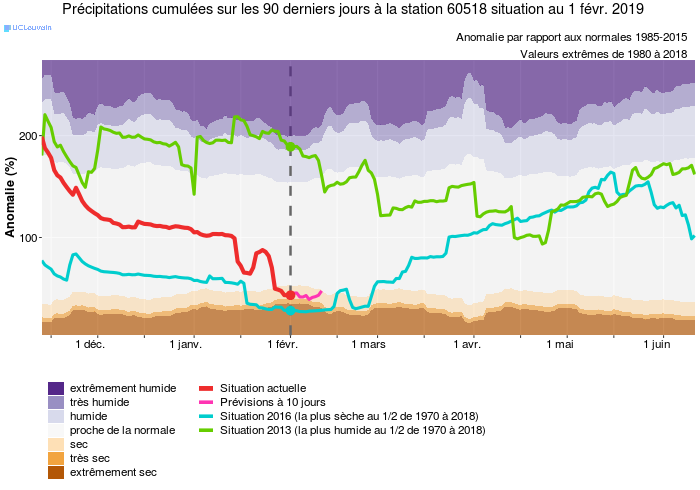 Précipitations cumulées sur les 90 derniers jours à la station 60518 situation au 1 févr. 2019
UCLouvain
Anomalie par rapport aux normales 1985-2015
Valeurs extrêmes de 1980 à 2018
Anomalie (%)
200
100
1 déc.
1 janv.
1 févr.
1 mars
1 avr.
1 mai
1 juin
extrêmement humide
très humide
humide
proche de la normale
sec
très sec
extrêmement sec
Situation actuelle
Prévisions à 10 jours
Situation 2016 (la plus sèche au 1/2 de 1970 à 2018)
Situation 2013 (la plus humide au 1/2 de 1970 à 2018)